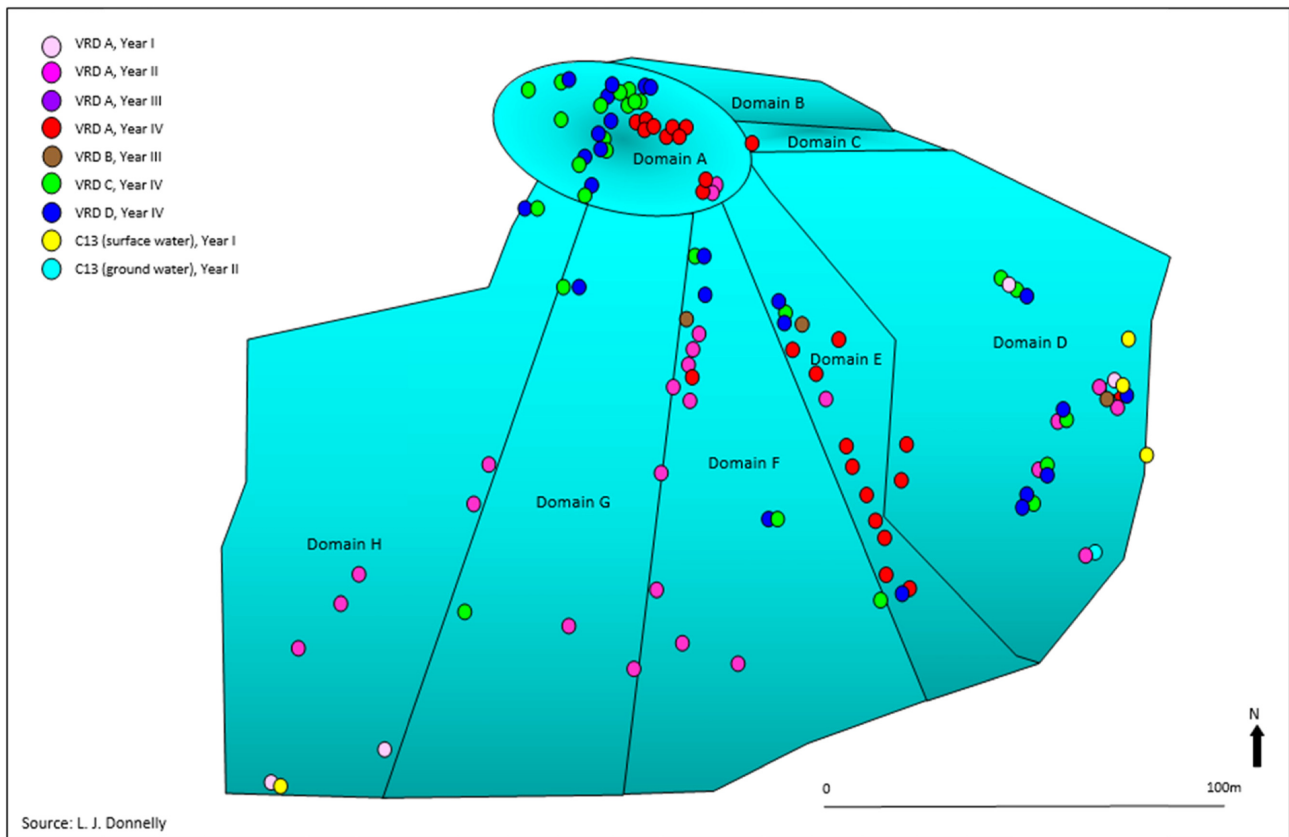 VRD A, Year I
VRD A, Year II
VRD A, Year III
VRD A, Year IV
VRD B, Year III
VRD C, Year IV
VRD D, Year IV
C13 (surface water), Year I
C13 (ground water), Year II
Domain B
Domain C
Domain A
Domain D
Domain E
Domain F
Domain G
Domain H
N
0 100m
Source: L. J. Donnelly